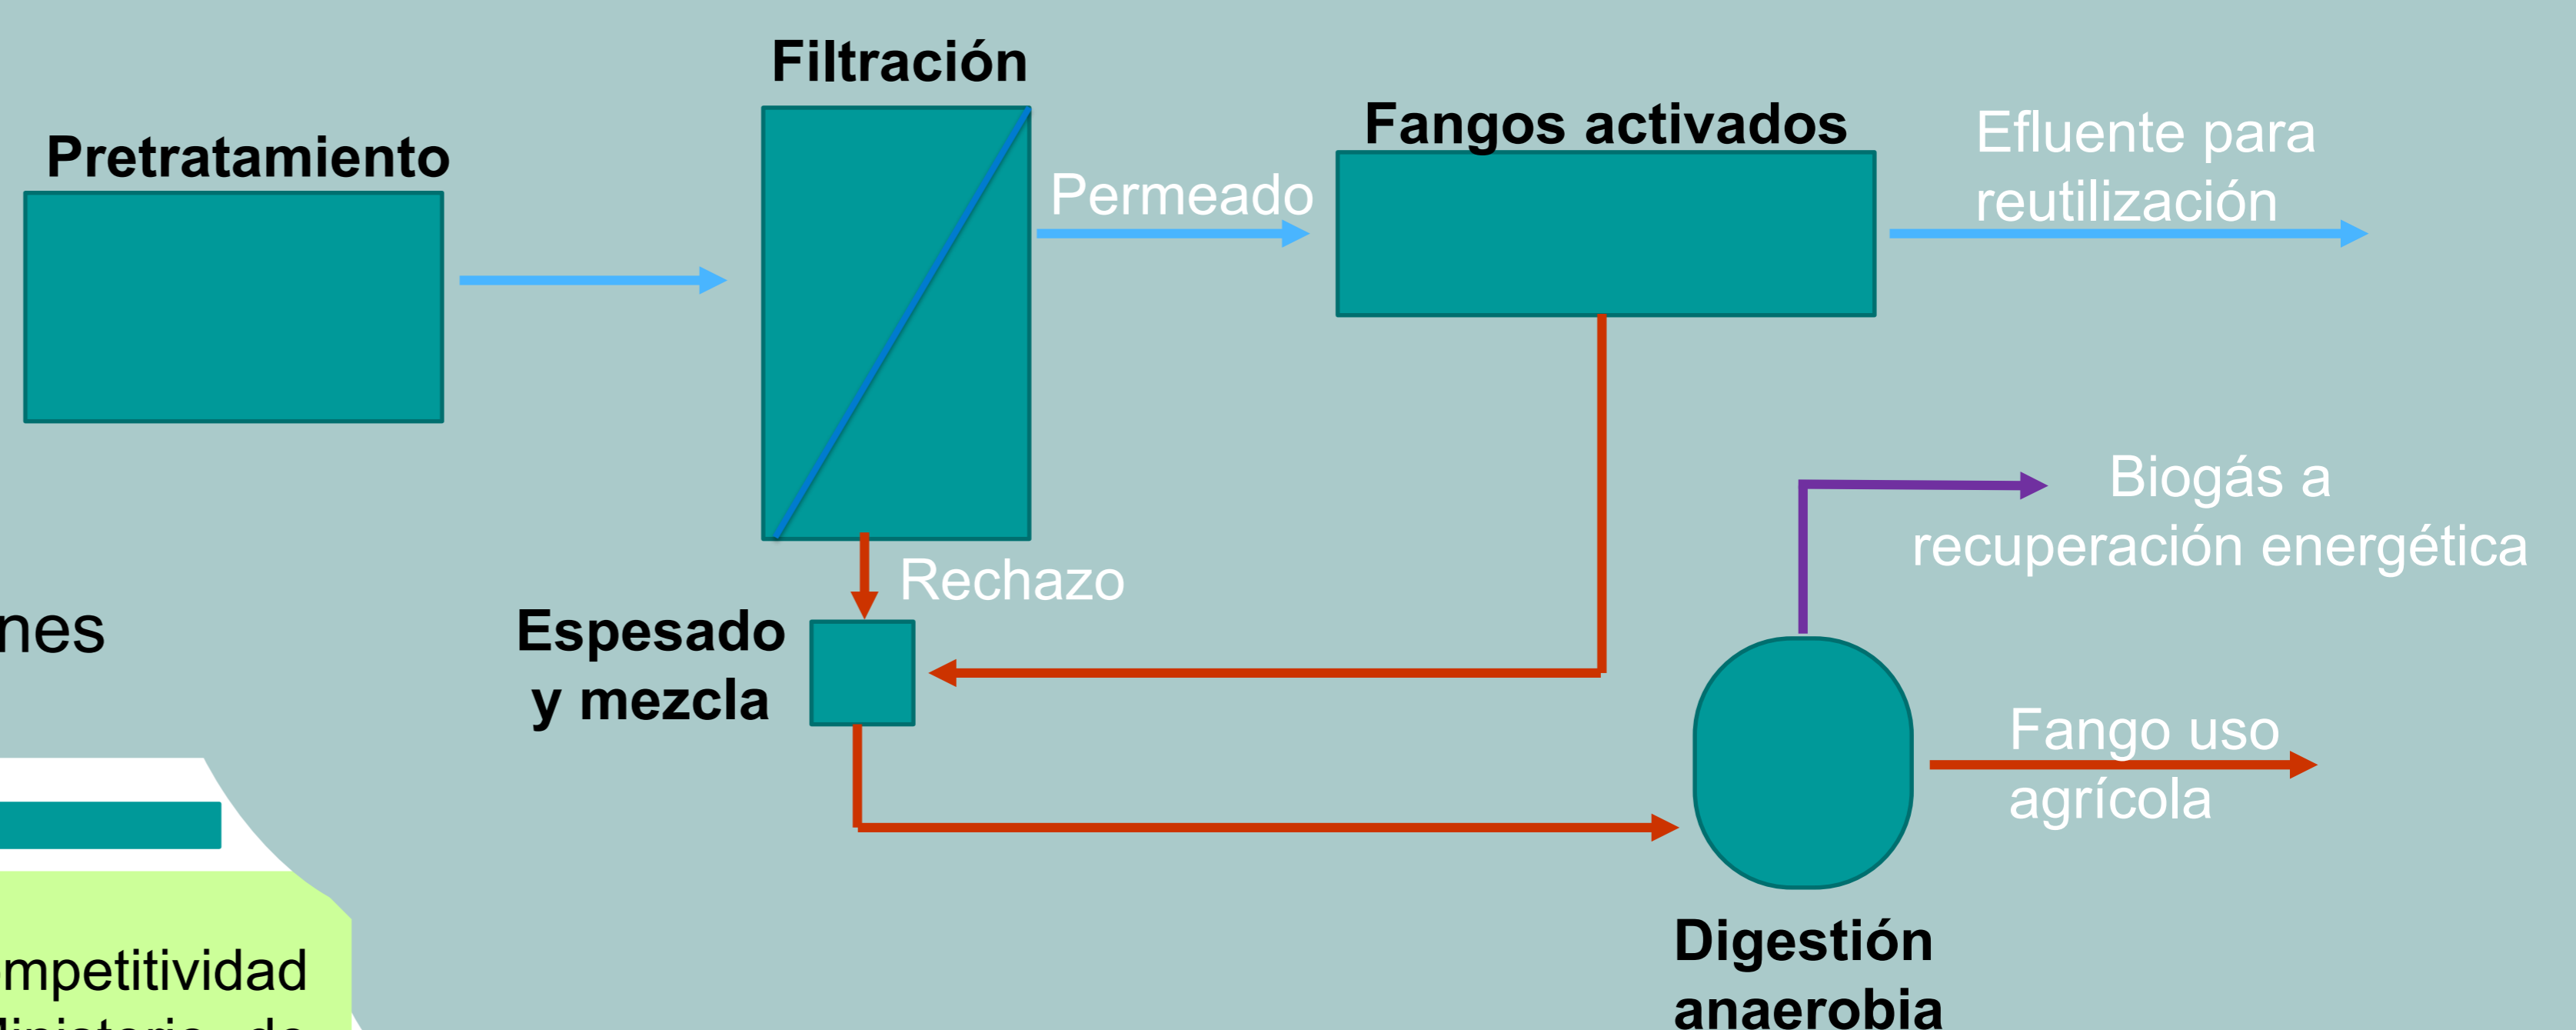 Filtración
Pretratamiento
Permeado
Fangos activados
Efluente para
reutilización
Rechazo
Espesado
y mezcla
Biogás a
recuperación energética
Fango uso
agrícola
Digestión
anaerobia
nes
mpetitividad
de